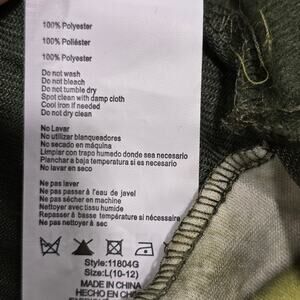 100% Polyester
100% Poliéster
100% Polyester
Do not wash
Do not bleach
Do not tumble dry
Spot clean with damp cloth
Cool iron if needed
Do not dry clean
No Lavar
No utilizar blanqueadores
No secado en máquina
Limpiar con trapo humedo donde sea necesario
Planchar a baja temperatura si es necesario
No lavar en seco
Ne pas laver
Ne pas passer à l'eau de javel
Ne pas sécher en machine
Nettoyer avec tissu humide
Repasser à basse température si nécessaire
Ne pas nettoyer à sec
Style:11804G
Size:L(10-12)
MADE IN CHINA
HECHO EN CHINA